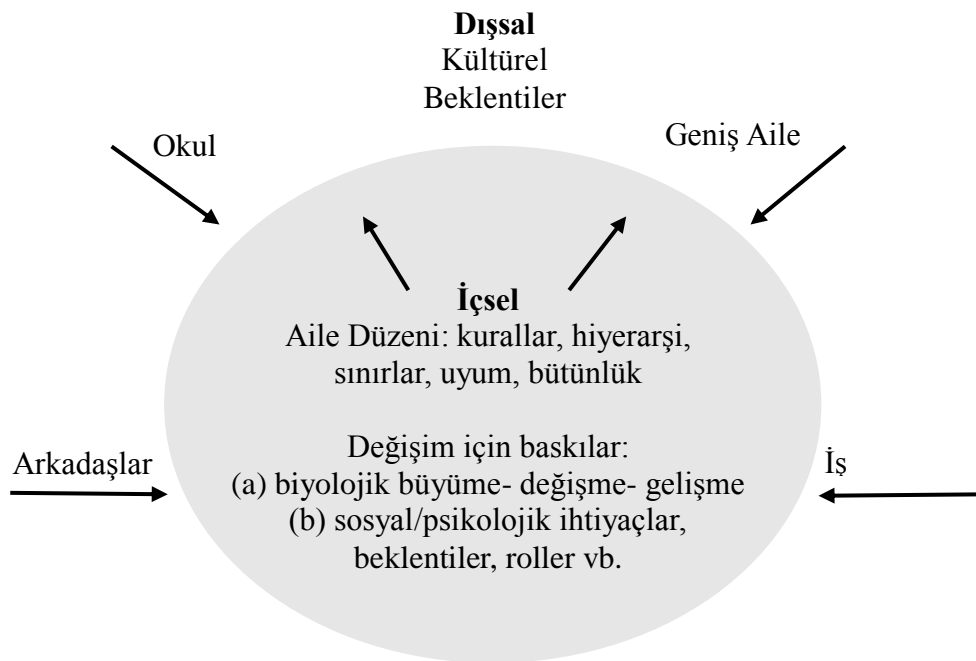 Dışsal
Kültürel
Beklentiler
Okul
Geniş Aile
İçsel
Aile Düzeni: kurallar, hiyerarşi,
sınırlar, uyum, bütünlük
Değişim için baskılar:
(a) biyolojik büyüme- değişme- gelişme
(b) sosyal/psikolojik ihtiyaçlar,
beklentiler, roller vb.
Arkadaşlar
İş